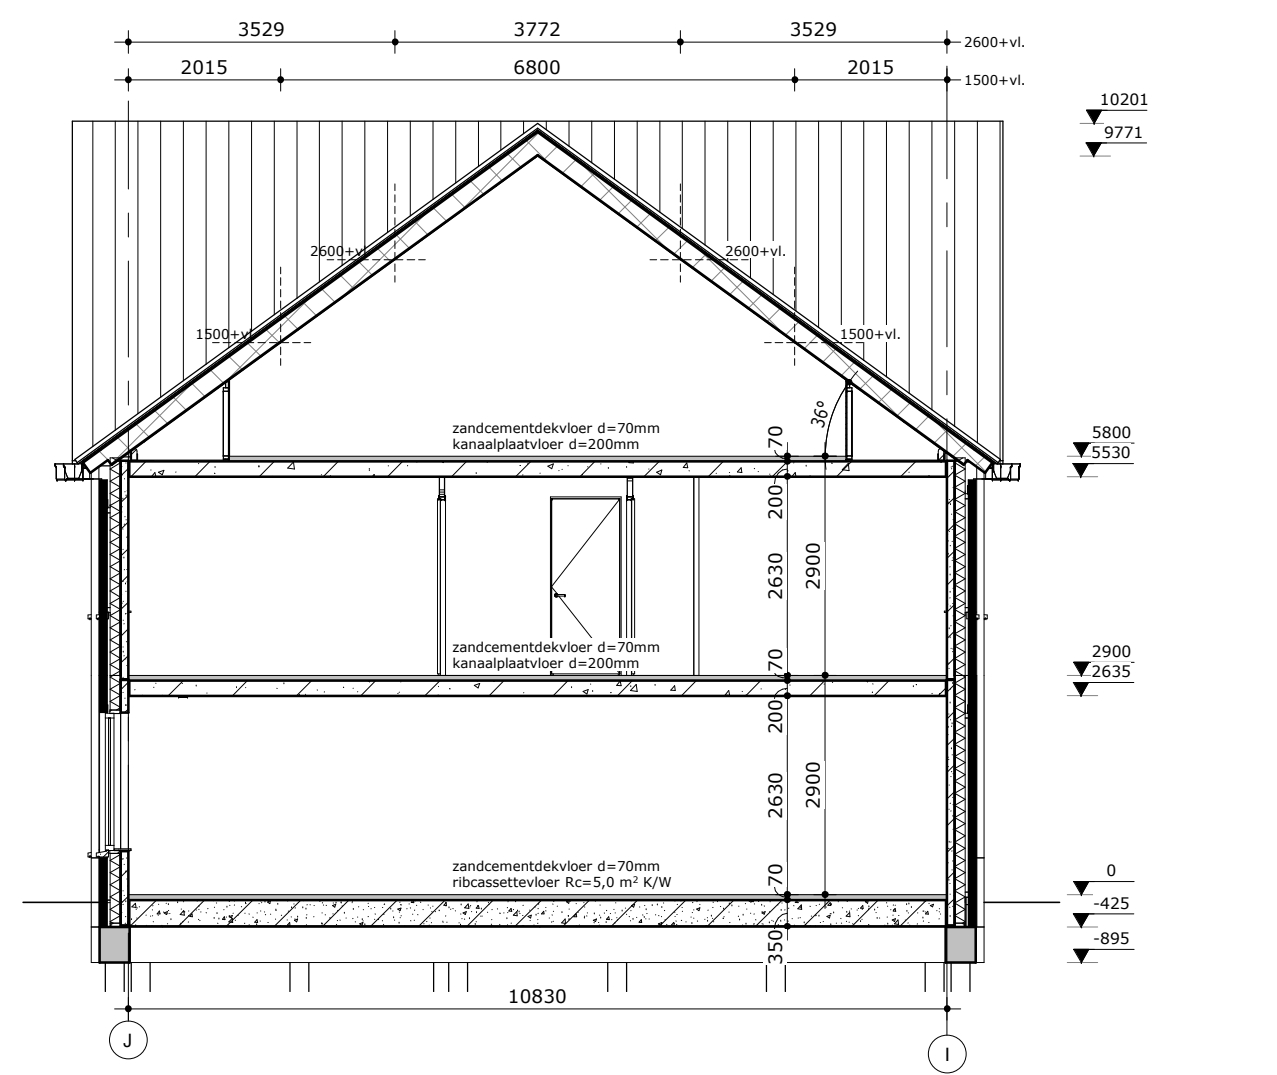 3529 3772 3529 2600+vl.
2015 6800 2015 1500+vl.
10201
9771
2600+vl. 2600+vl.
1500+vl. 1500+vl.
36°
zandcementdekvloer d=70mm
kanaalplaatvloer d=200mm
70
5800
5530
200
2630
2900
zandcementdekvloer d=70mm
kanaalplaatvloer d=200mm
70
2900
2635
200
2630
2900
zandcementdekvloer d=70mm
ribcassettevloer Rc=5,0 m² K/W
70
0
-425
350
-895
10830
J I